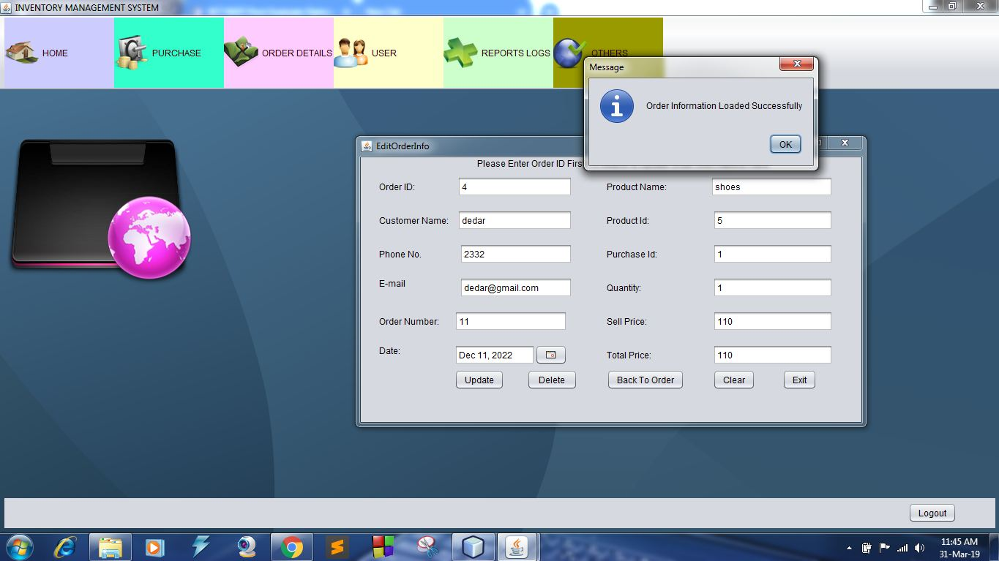 INVENTORY MANAGEMENT SYSTEM
HOME
PURCHASE
ORDER DETAILS
USER
REPORTS LOGS
OTHERS
Message
Order Information Loaded Successfully
OK
EditOrderInfo
Please Enter Order ID First
Order ID: 4
Product Name: shoes
Customer Name: dedar
Product Id: 5
Phone No. 2332
Purchase Id: 1
E-mail dedar@gmail.com
Quantity: 1
Order Number: 11
Sell Price: 110
Date: Dec 11, 2022
Total Price: 110
Update
Delete
Back To Order
Clear
Exit
Logout
11:45 AM
31-Mar-19